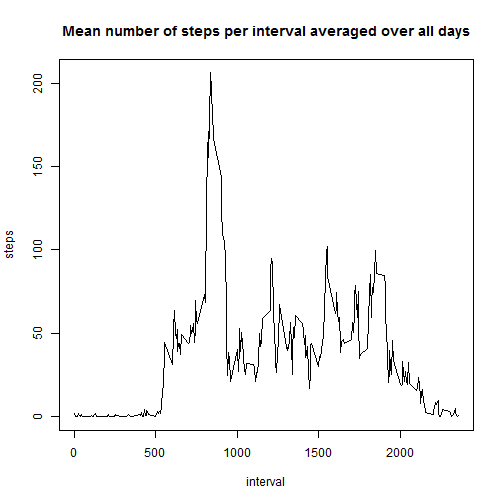 Mean number of steps per interval averaged over all days
steps
200
150
100
50
0
0 500 1000 1500 2000
interval